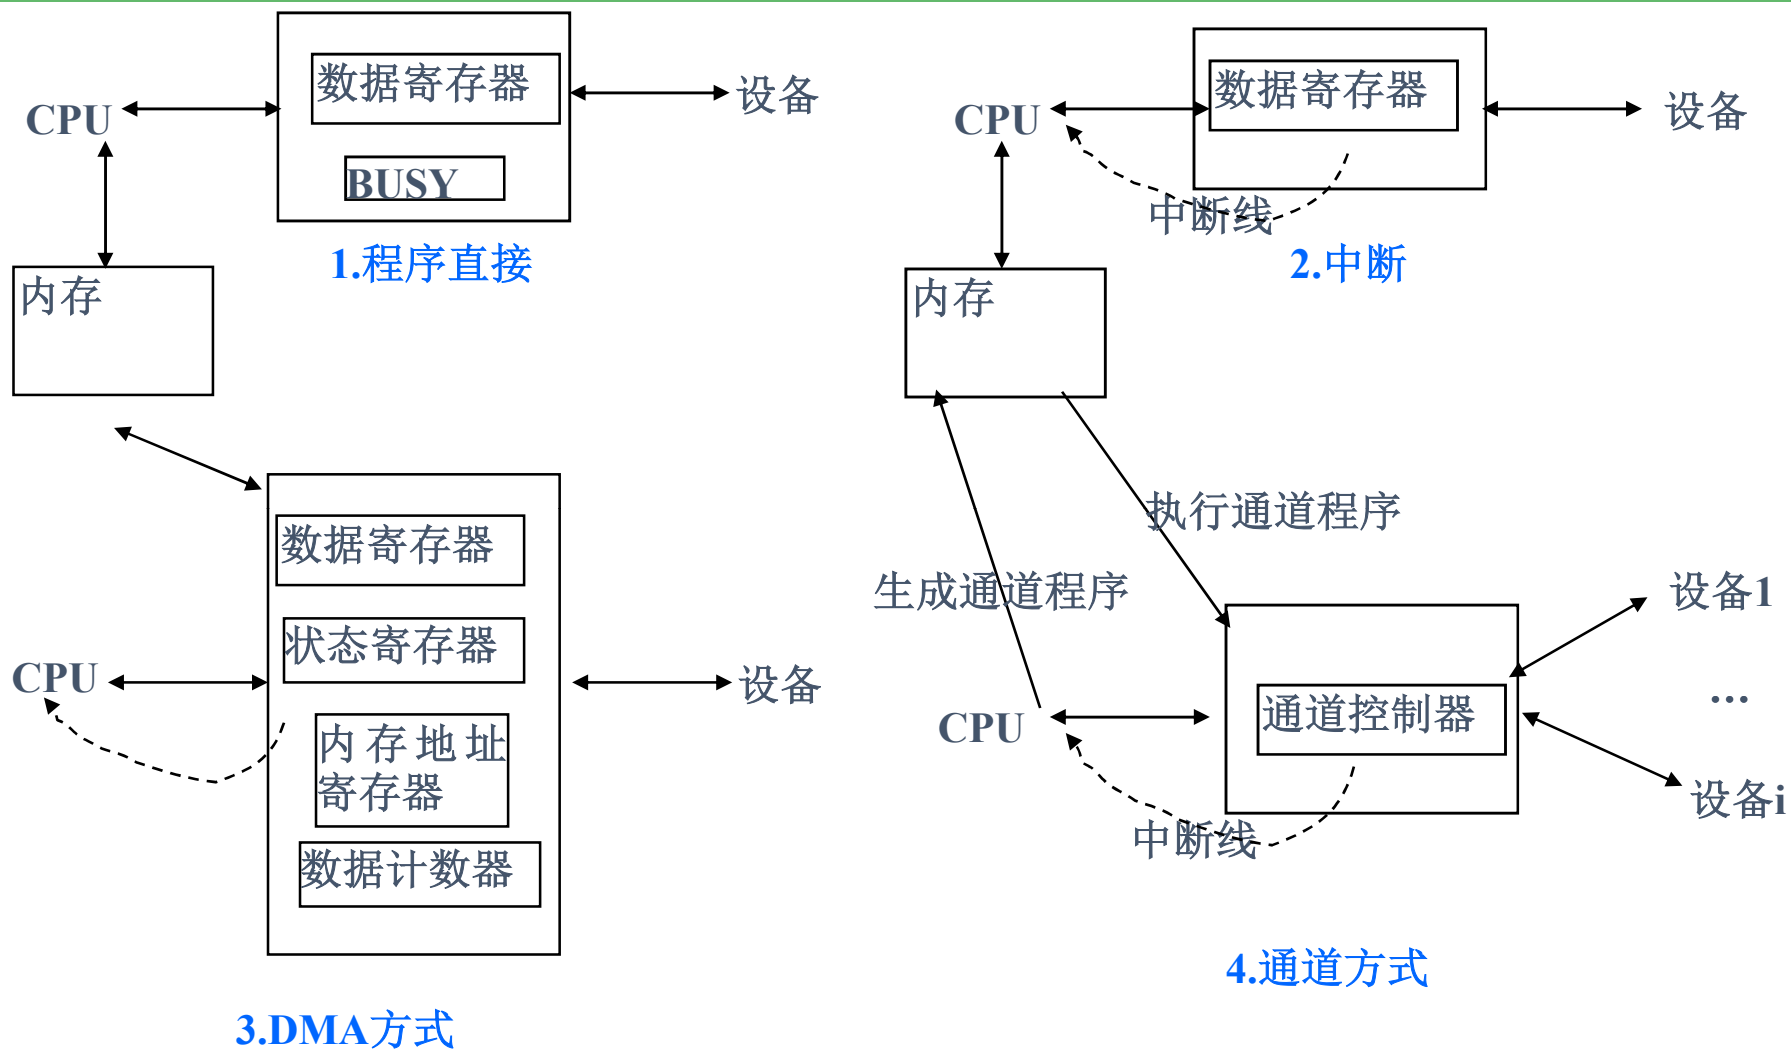 数据寄存器
设备
CPU
BUSY
1.程序直接
内存
数据寄存器
设备
CPU
中断线
2.中断
内存
数据寄存器
状态寄存器
CPU
设备
内存地址
寄存器
数据计数器
3.DMA方式
执行通道程序
生成通道程序
设备1
...
通道控制器
CPU
设备i
中断线
4.通道方式